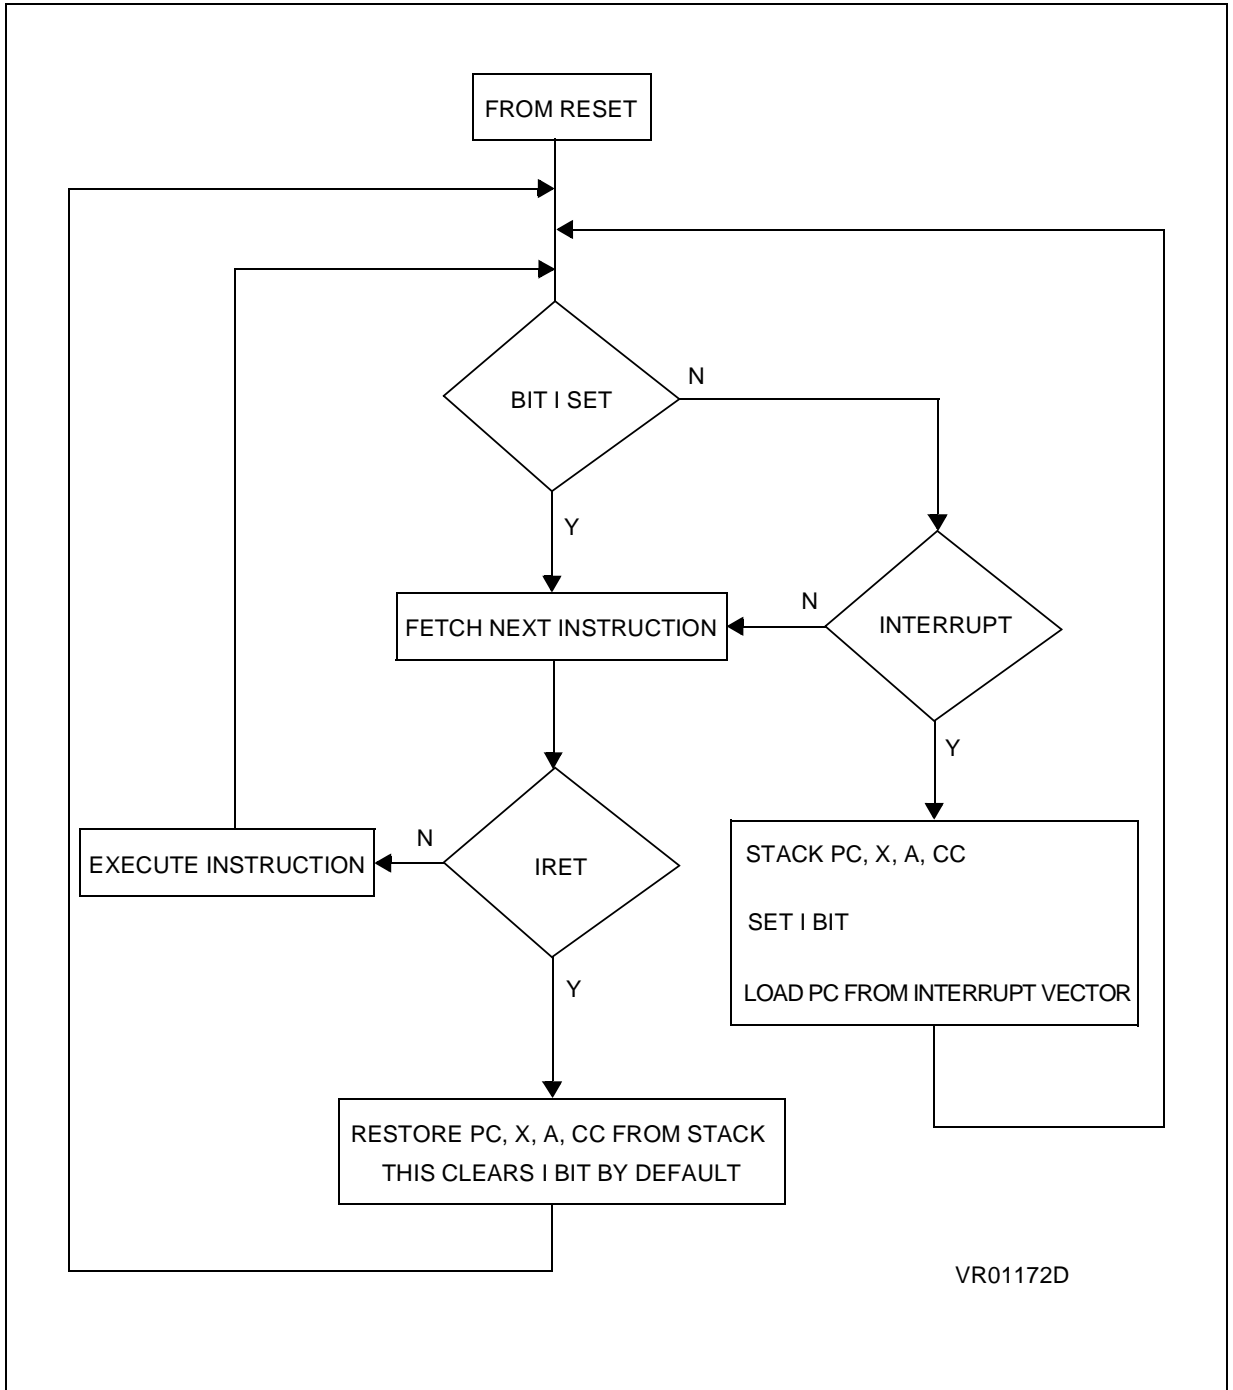 FROM RESET
BIT I SET
N
Y
FETCH NEXT INSTRUCTION
N
INTERRUPT
Y
EXECUTE INSTRUCTION
N
IRET
Y
STACK PC, X, A, CC
SET I BIT
LOAD PC FROM INTERRUPT VECTOR
RESTORE PC, X, A, CC FROM STACK
THIS CLEARS I BIT BY DEFAULT
VR01172D